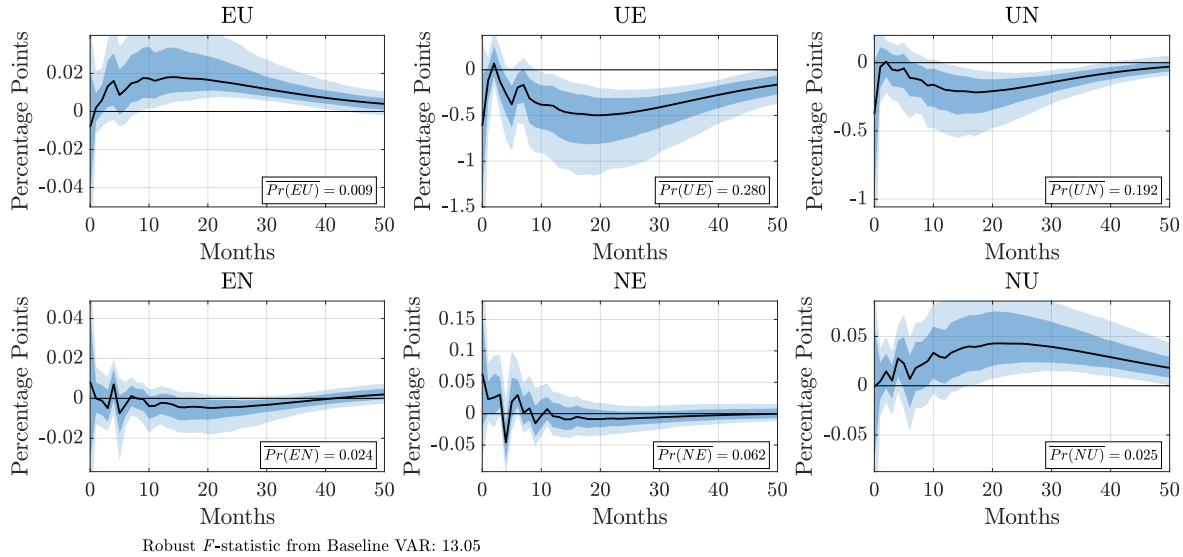 EU
Percentage Points
0.02
0
-0.02
-0.04
$\overline{Pr(EU)} = 0.009$
0 10 20 30 40 50
Months
UE
Percentage Points
0
-0.5
-1
-1.5
$\overline{Pr(UE)} = 0.280$
0 10 20 30 40 50
Months
UN
Percentage Points
0
-0.5
-1
$\overline{Pr(UN)} = 0.192$
0 10 20 30 40 50
Months
EN
Percentage Points
0.04
0.02
0
-0.02
$\overline{Pr(EN)} = 0.024$
0 10 20 30 40 50
Months
NE
Percentage Points
0.15
0.1
0.05
0
-0.05
$\overline{Pr(NE)} = 0.062$
0 10 20 30 40 50
Months
NU
Percentage Points
0.05
0
-0.05
$\overline{Pr(NU)} = 0.025$
0 10 20 30 40 50
Months
Robust F-statistic from Baseline VAR: 13.05